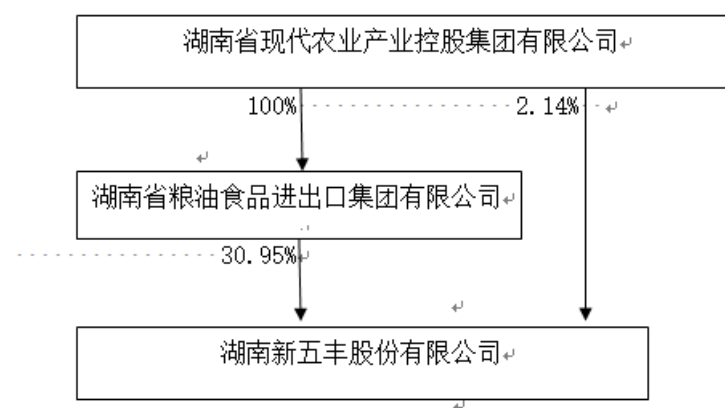 湖南省现代农业产业控股集团有限公司
100% 2.14%
湖南省粮油食品进出口集团有限公司
30.95%
湖南新五丰股份有限公司